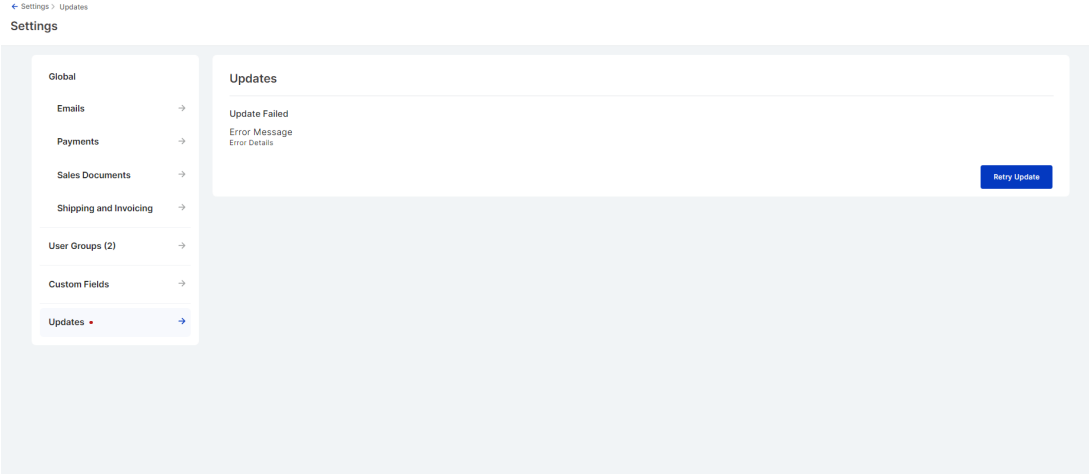 ← Settings > Updates
Settings
Global
Emails →
Payments →
Sales Documents →
Shipping and Invoicing →
User Groups (2) →
Custom Fields →
Updates • →
Updates
Update Failed
Error Message
Error Details
Retry Update